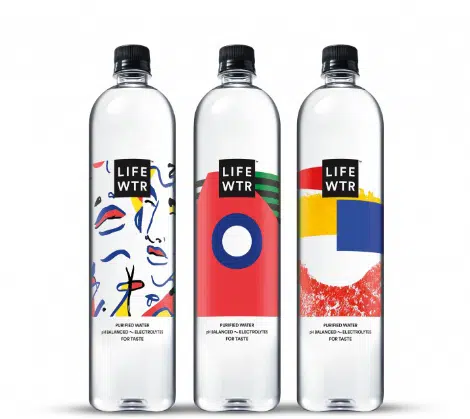 LIFE
WTR
PURIFIED WATER
pH BALANCED ~ ELECTROLYTES
FOR TASTE
LIFE
WTR
PURIFIED WATER
pH BALANCED ~ ELECTROLYTES
FOR TASTE
LIFE
WTR
PURIFIED WATER
pH BALANCED ~ ELECTROLYTES
FOR TASTE